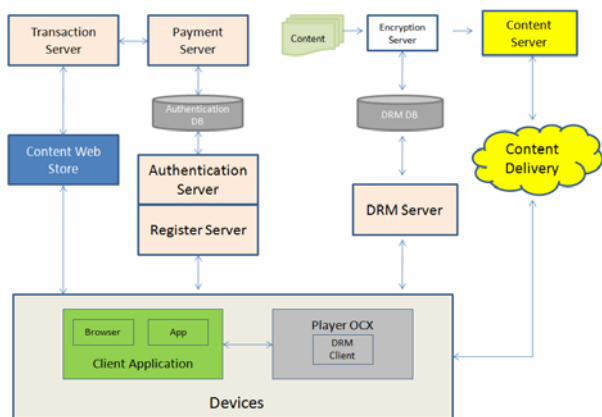 Transaction
Server
Payment
Server
Content
Encryption
Server
Content
Server
Authentication
DB
DRM DB
Content Web
Store
Authentication
Server
Register Server
DRM Server
Content
Delivery
Browser
App
Client Application
Player OCX
DRM
Client
Devices